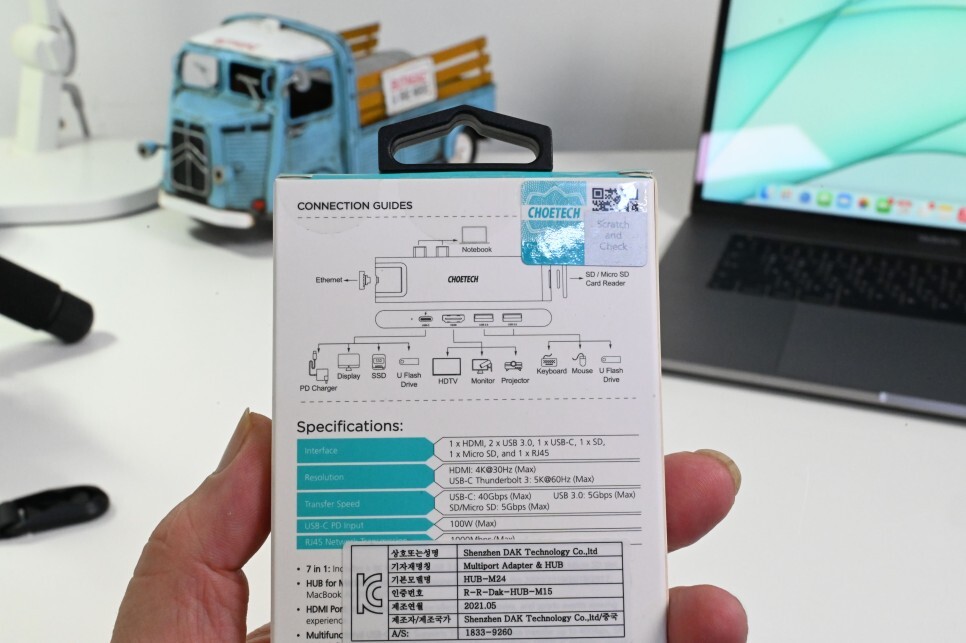 CONNECTION GUIDES
CHOETECH
Scratch
and
Check
Notebook
Ethernet
CHOETECH
SD / Micro SD
Card Reader
PD Charger
Display
SSD
U Flash
Drive
HDTV
Monitor
Projector
Keyboard
Mouse
U Flash
Drive
Specifications:
Interface
1 x HDMI, 2 x USB 3.0, 1 x USB-C, 1 x SD,
1 x Micro SD, and 1 x RJ45
Resolution
HDMI: 4K@30Hz (Max)
USB-C Thunderbolt 3: 5K@60Hz (Max)
Transfer Speed
USB-C: 40Gbps (Max) USB 3.0: 5Gbps (Max)
SD/Micro SD: 5Gbps (Max)
USB-C PD Input
100W (Max)
RJ45 Network
1000Mbps (Max)
• 7 in 1:
• HUB for
MacBook
• HDMI Por
experienc
• Multifunc
상호또는성명 Shenzhen DAK Technology Co.,ltd
기자재명칭 Multiport Adapter & HUB
기본모델명 HUB-M24
인증번호 R-R-Dak-HUB-M15
제조연월 2021.05
제조자/제조국가 Shenzhen DAK Technology Co.,ltd/중국
A/S: 1833-9260